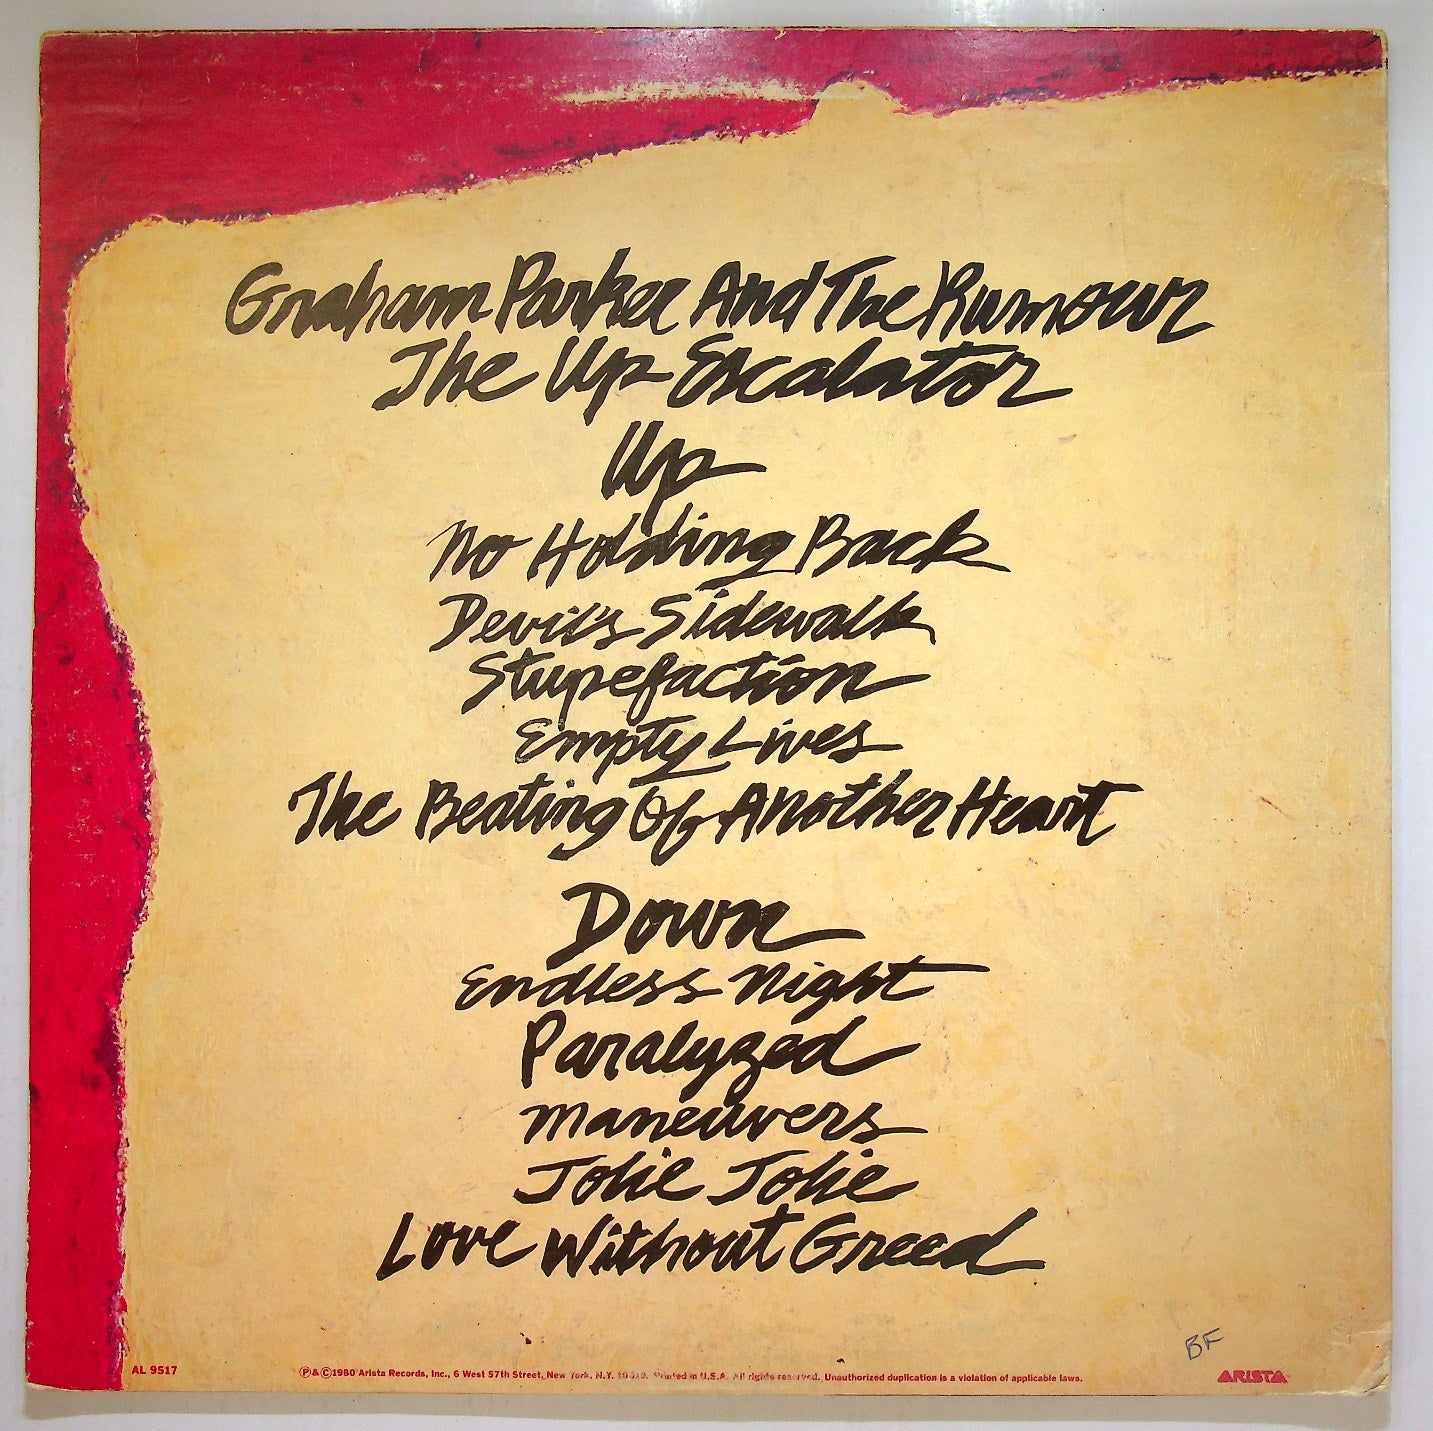 Graham Parker And The Rumour
The Up Escalator
Up
No Holding Back
Devil's Sidewalk
Stupefaction
Empty Lives
The Beating Of Another Heart
Down
Endless Night
Paralyzed
Maneuvers
Jolie Jolie
Love Without Greed
BF
AL 9517
℗&©1980 Arista Records, Inc., 6 West 57th Street, New York, N.Y. 10019. Printed in U.S.A. All rights reserved. Unauthorized duplication is a violation of applicable laws.
ARISTA